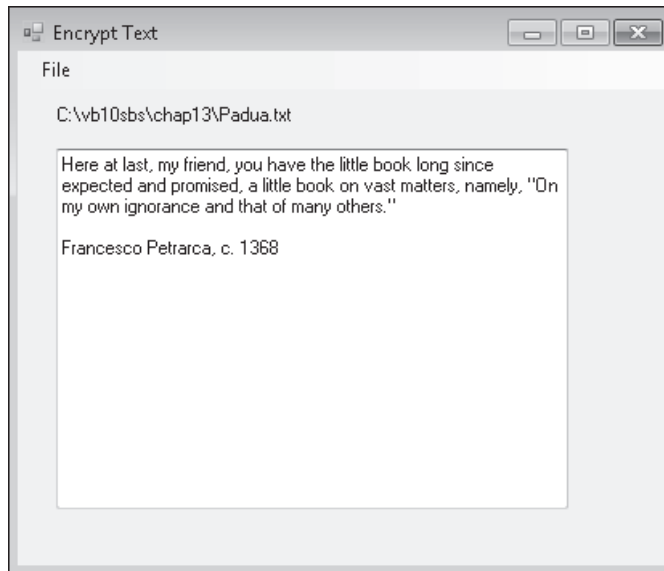 Encrypt Text
File
C:\vb10sbs\chap13\Padua.txt
Here at last, my friend, you have the little book long since
expected and promised, a little book on vast matters, namely, "On
my own ignorance and that of many others."
Francesco Petrarca, c. 1368